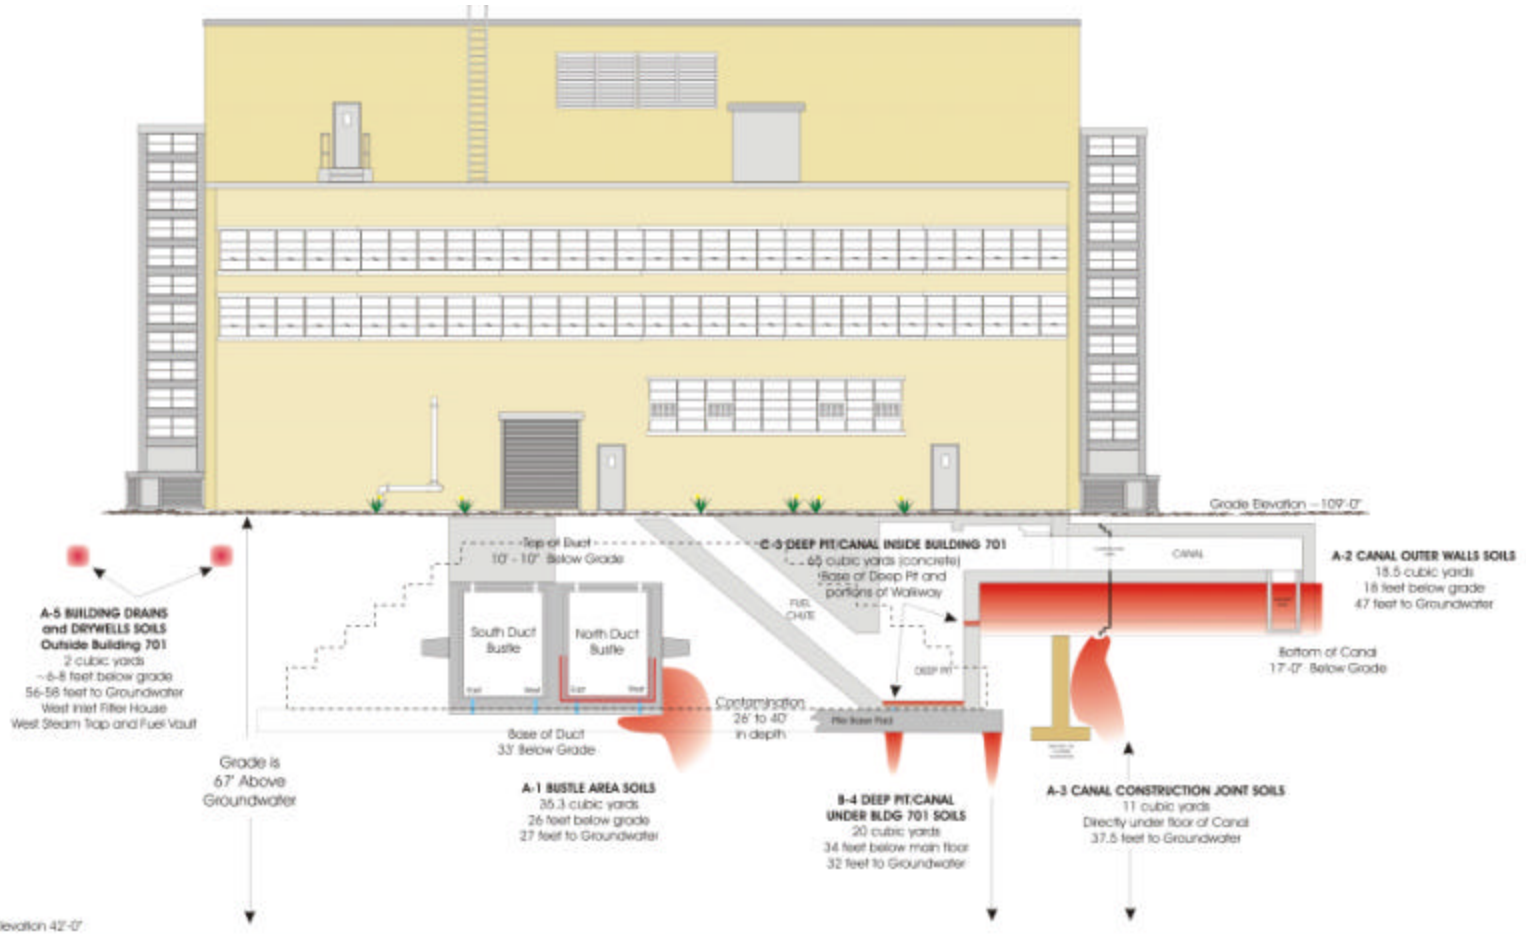 Grade Elevation ~109'-0"
Top of Duct
10' - 10" Below Grade
C-3 DEEP PIT/CANAL INSIDE BUILDING 701
65 cubic yards (concrete)
Base of Deep Pit and
portions of Walkway
CANAL
A-2 CANAL OUTER WALLS SOILS
18.5 cubic yards
18 feet below grade
47 feet to Groundwater
FUEL
CHUTE
A-5 BUILDING DRAINS
and DRYWELLS SOILS
Outside Building 701
2 cubic yards
~6-8 feet below grade
56-58 feet to Groundwater
West Inlet Filter House
West Steam Trap and Fuel Vault
South Duct
Bustle
North Duct
Bustle
East
West
East
West
DEEP PIT
Bottom of Canal
17'-0" Below Grade
Contamination
26' to 40'
in depth
Pile Base Pad
Base of Duct
33' Below Grade
Grade is
67' Above
Groundwater
A-1 BUSTLE AREA SOILS
35.3 cubic yards
26 feet below grade
27 feet to Groundwater
B-4 DEEP PIT/CANAL
UNDER BLDG 701 SOILS
20 cubic yards
34 feet below main floor
32 feet to Groundwater
A-3 CANAL CONSTRUCTION JOINT SOILS
11 cubic yards
Directly under floor of Canal
37.5 feet to Groundwater
levation 42'-0"